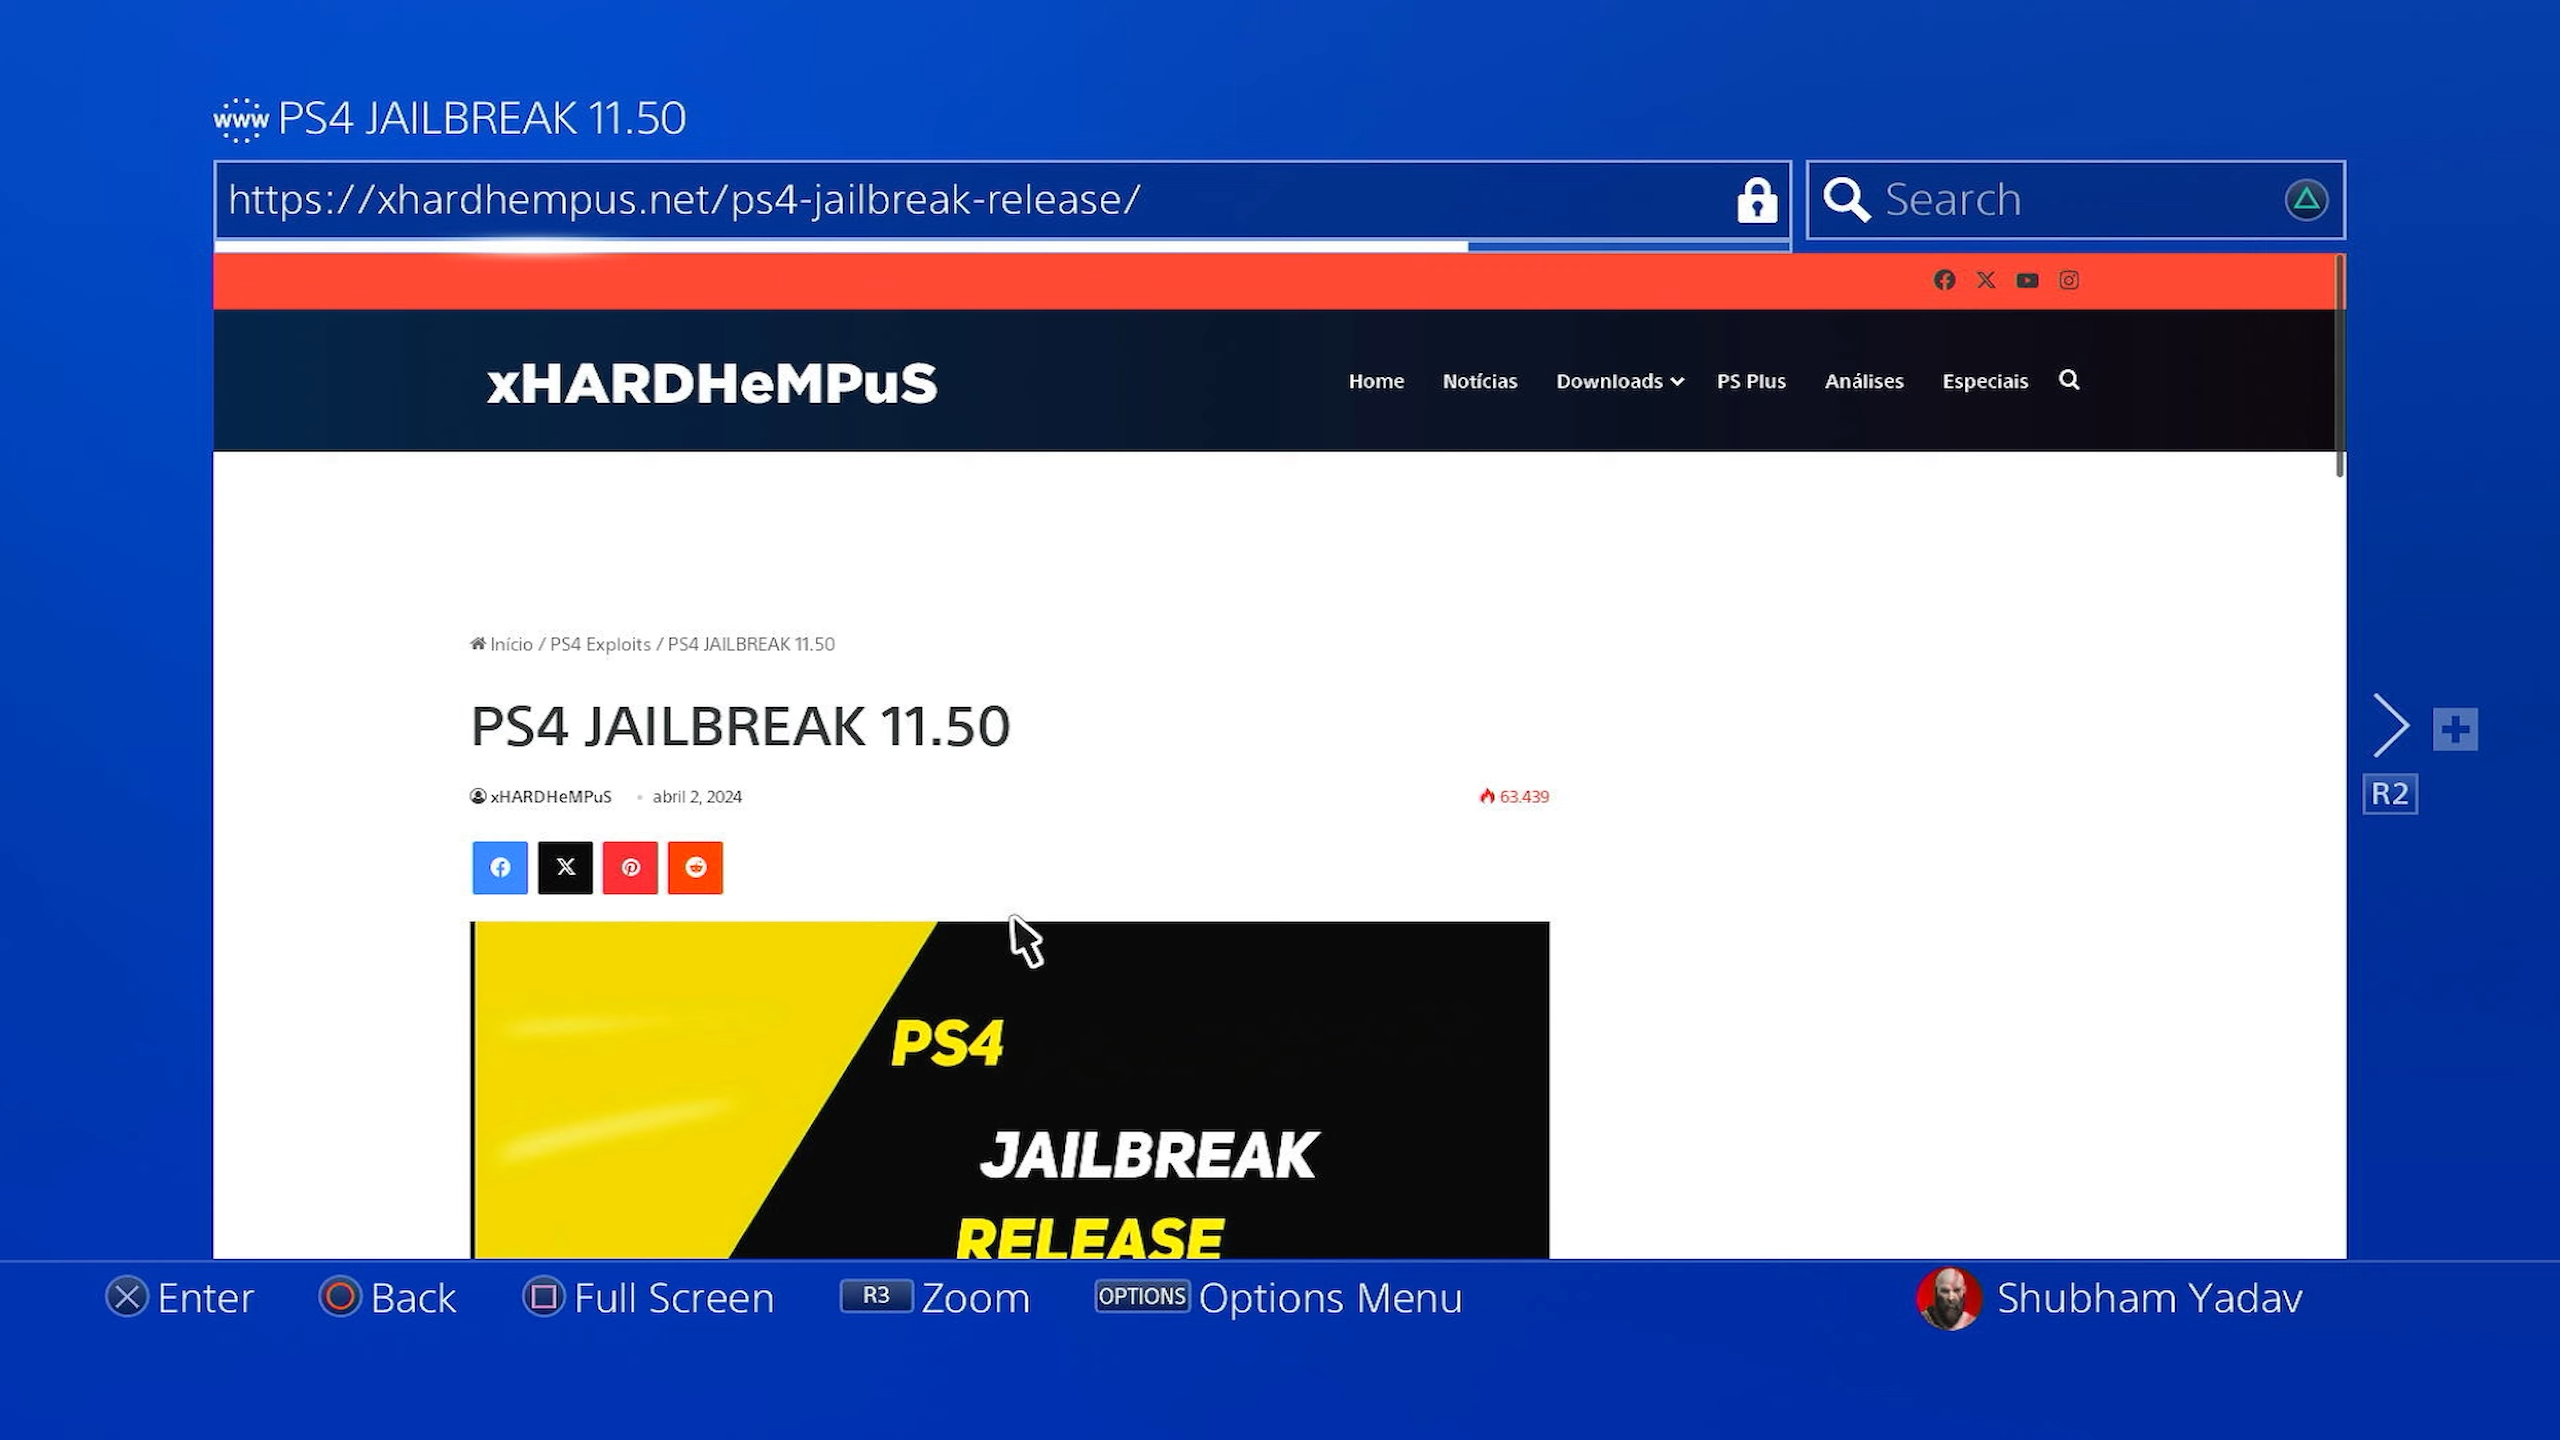 www PS4 JAILBREAK 11.50
https://xhardhempus.net/ps4-jailbreak-release/
Search
xHARDHeMPuS
Home Notícias Downloads PS Plus Análises Especiais
Início / PS4 Exploits / PS4 JAILBREAK 11.50
PS4 JAILBREAK 11.50
xHARDHeMPuS abril 2, 2024 63.439
PS4
JAILBREAK
RELEASE
R2
Enter Back Full Screen R3 Zoom OPTIONS Options Menu Shubham Yadav